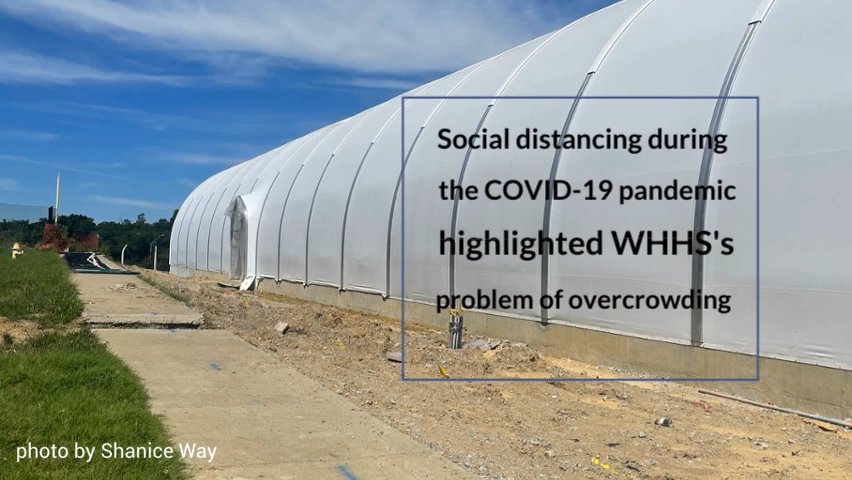 Social distancing during
the COVID-19 pandemic
highlighted WHHS's
problem of overcrowding
photo by Shanice Way